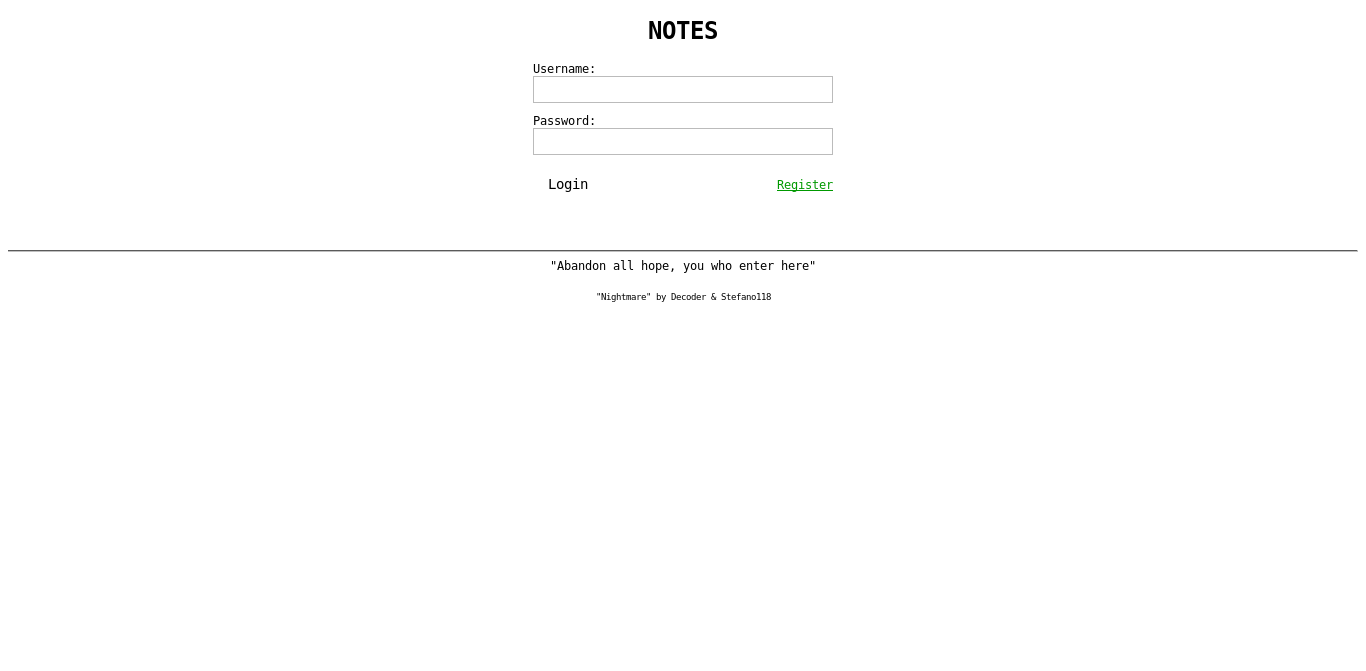 NOTES
Username:
Password:
Login
Register
"Abandon all hope, you who enter here"
"Nightmare" by Decoder & Stefano118